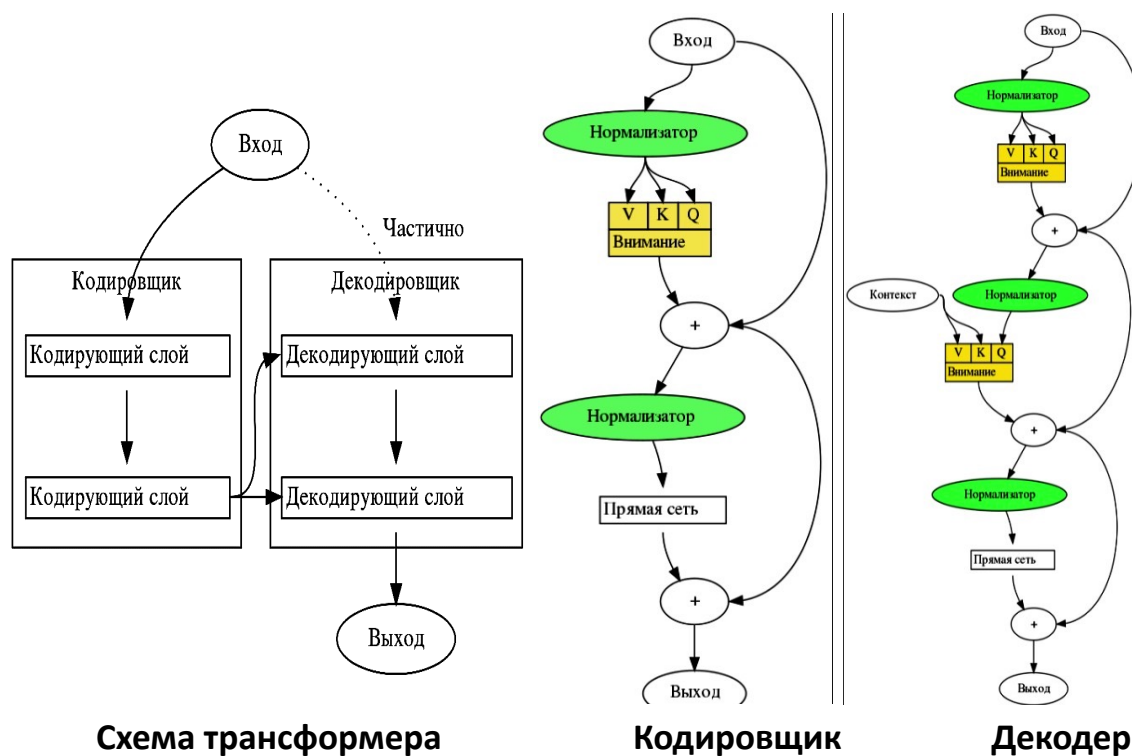 Вход
Частично
Кодировщик
Декодировщик
Кодирующий слой
Декодирующий слой
Кодирующий слой
Декодирующий слой
Выход
Схема трансформера
Вход
Нормализатор
V K Q
Внимание
+
Нормализатор
Прямая сеть
+
Выход
Кодировщик
Вход
Нормализатор
V K Q
Внимание
+
Контекст
Нормализатор
V K Q
Внимание
+
Нормализатор
Прямая сеть
+
Выход
Декодер